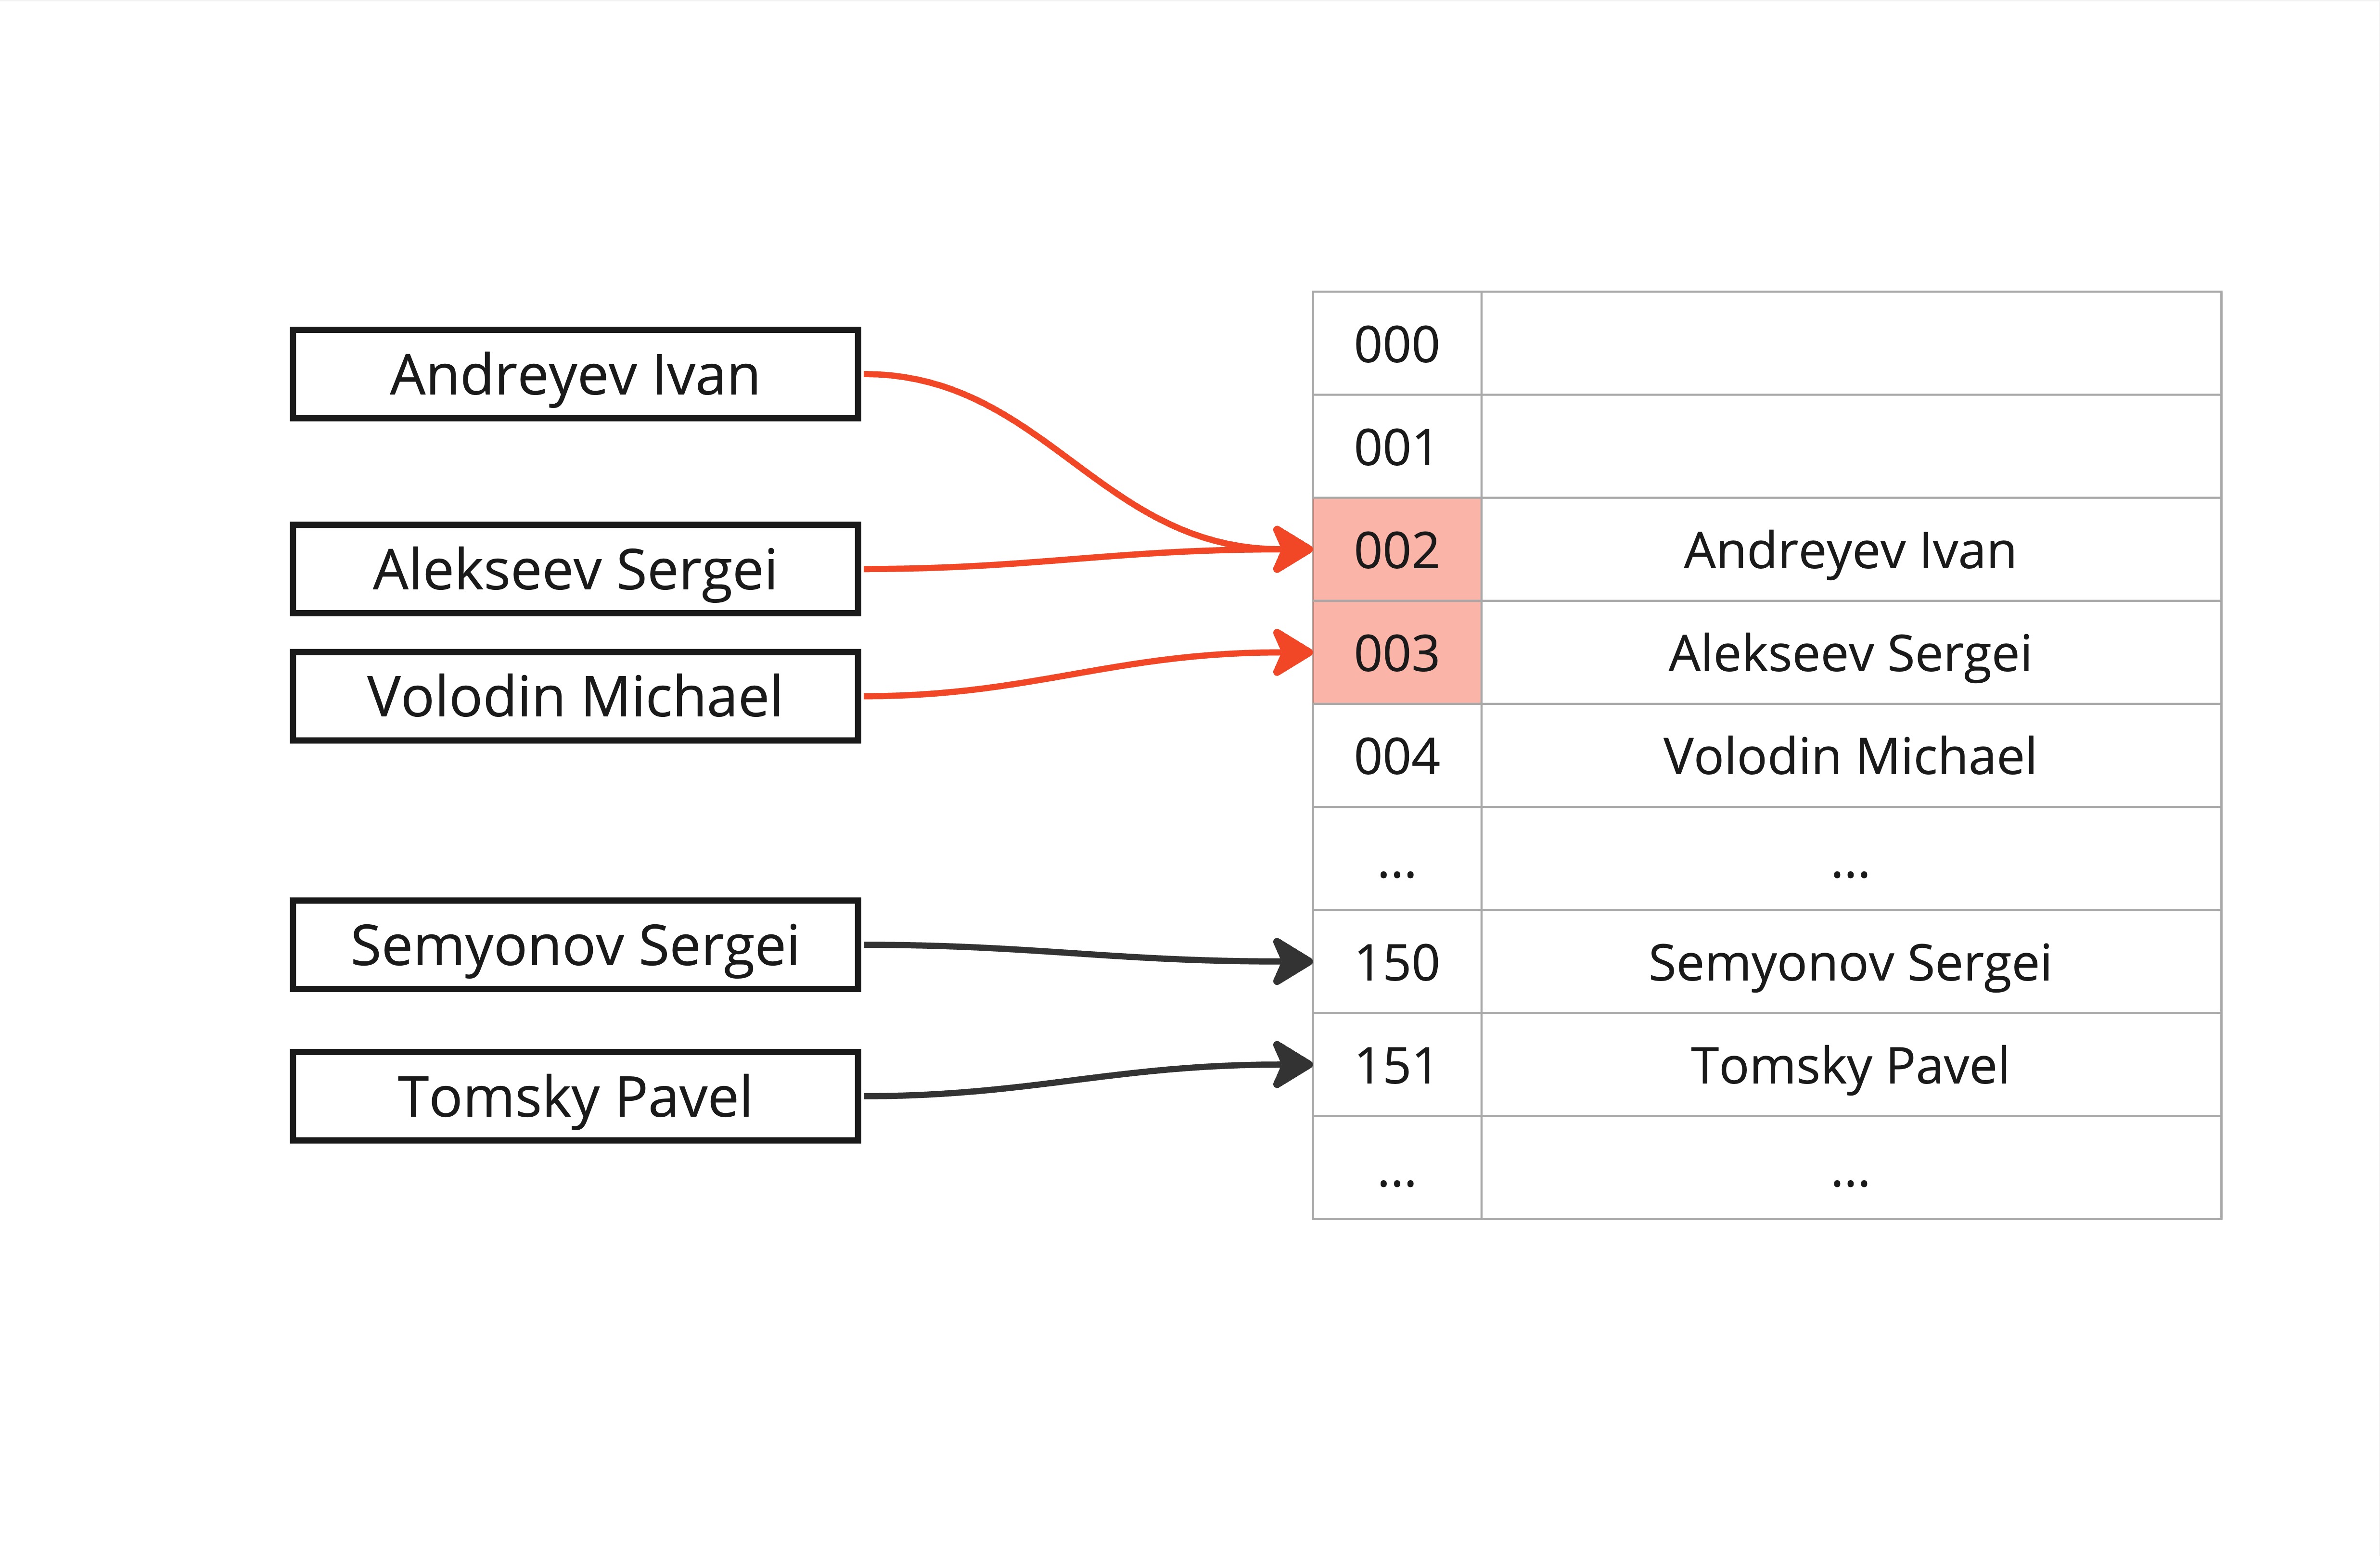 Andreyev Ivan
Alekseev Sergei
Volodin Michael
Semyonov Sergei
Tomsky Pavel
000
001
002 Andreyev Ivan
003 Alekseev Sergei
004 Volodin Michael
... ...
150 Semyonov Sergei
151 Tomsky Pavel
... ...